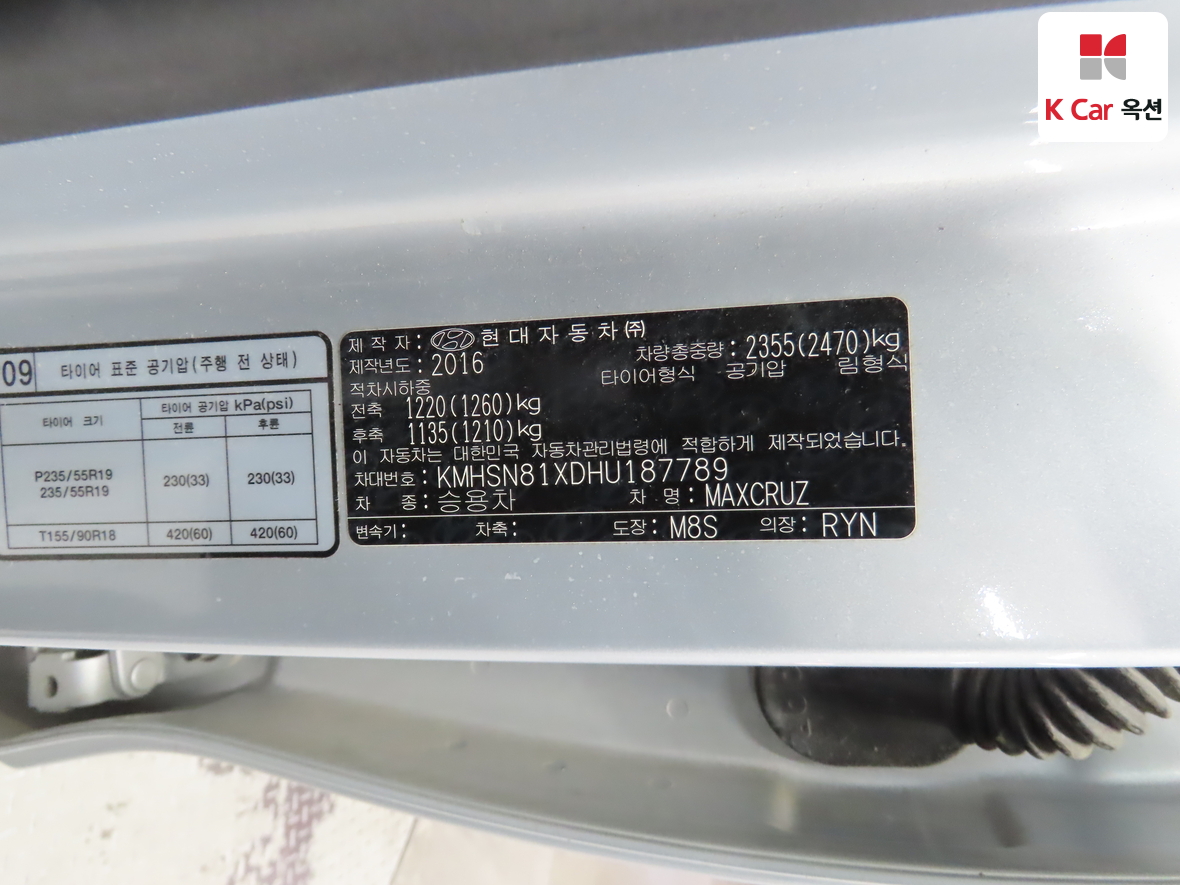 K Car 옥션
09 타이어 표준 공기압(주행 전 상태)
타이어 크기
타이어 공기압 kPa(psi)
전륜 후륜
P235/55R19
235/55R19
230(33) 230(33)
T155/90R18 420(60) 420(60)
제 작 자: 현대자동차㈜
제작년도: 2016
차량총중량: 2355(2470)kg
적차시하중
타이어형식 공기압 림형식
전축 1220(1260)kg
후축 1135(1210)kg
이 자동차는 대한민국 자동차관리법령에 적합하게 제작되었습니다.
차대번호: KMHSN81XDHU187789
차 종: 승용차 차 명: MAXCRUZ
변속기: 차축: 도장: M8S 의장: RYN